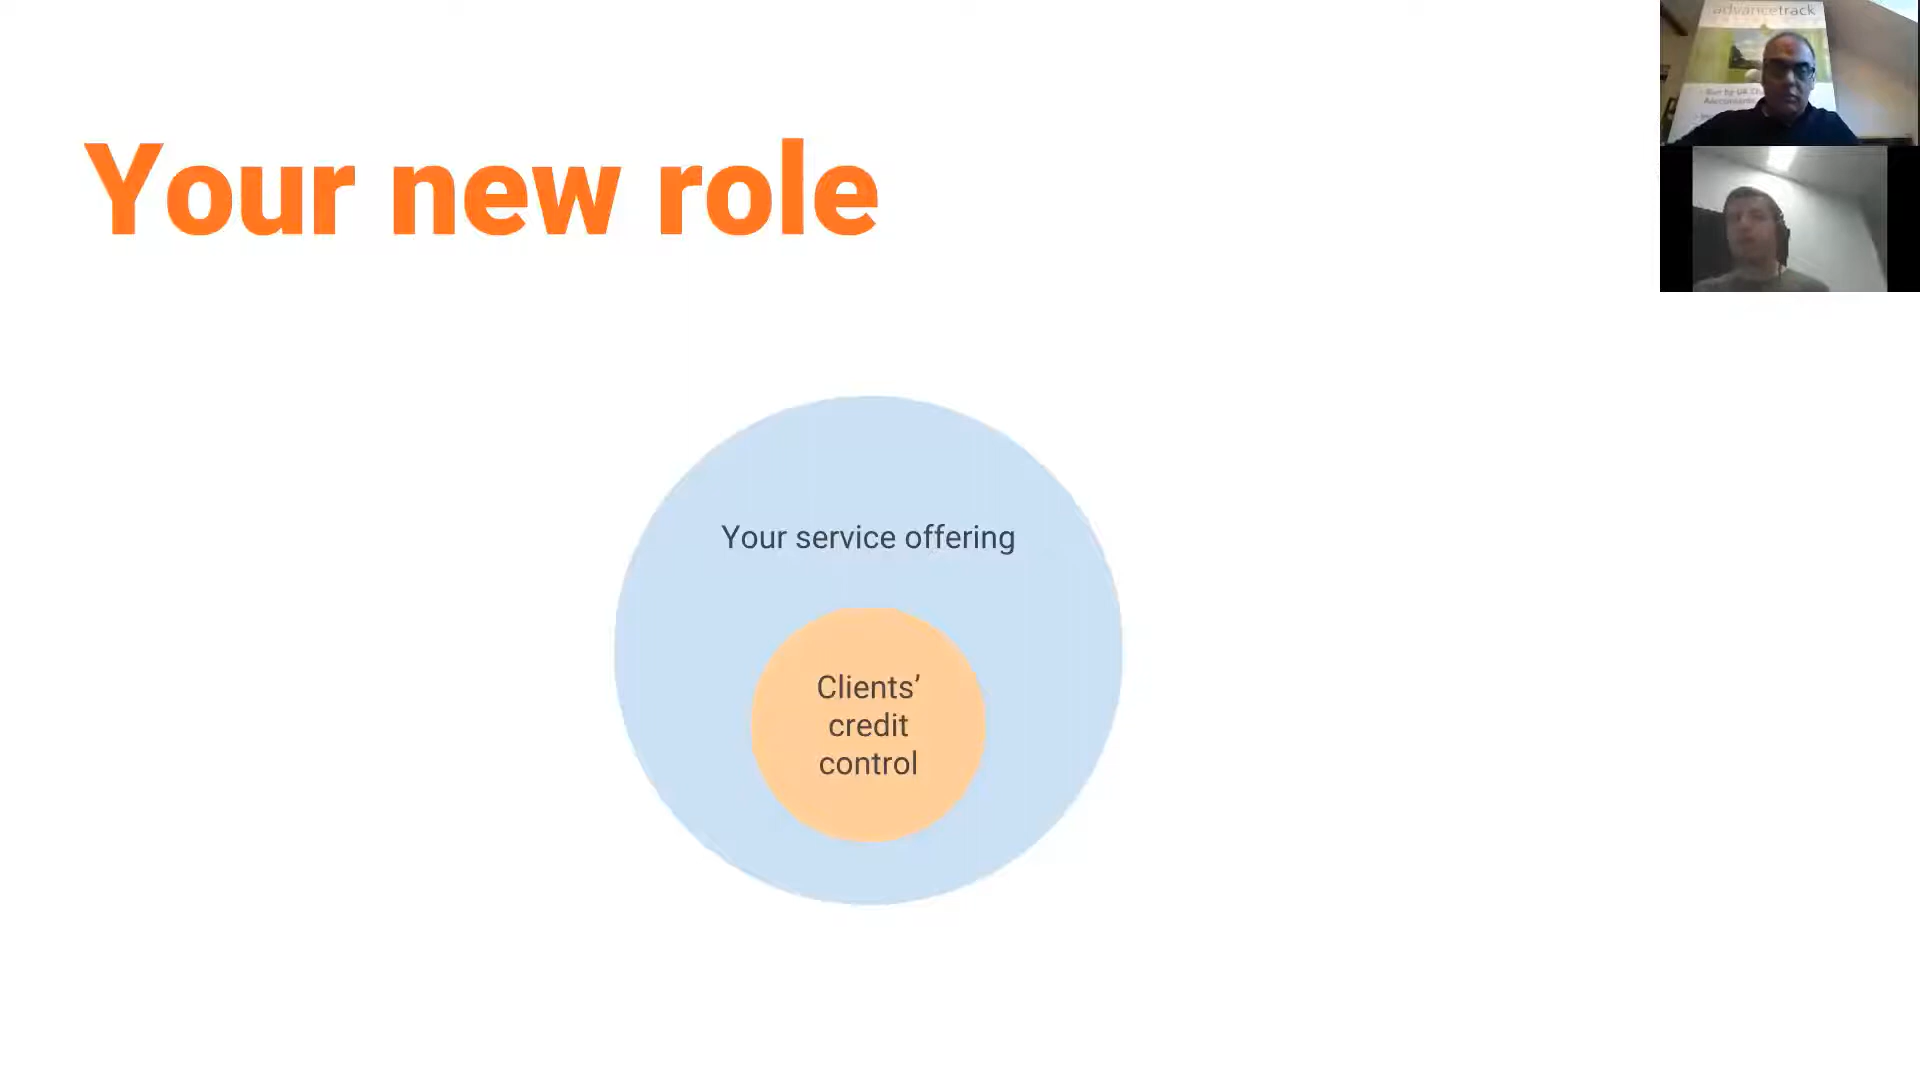 advancetrack
Your new role
Your service offering
Clients’
credit
control